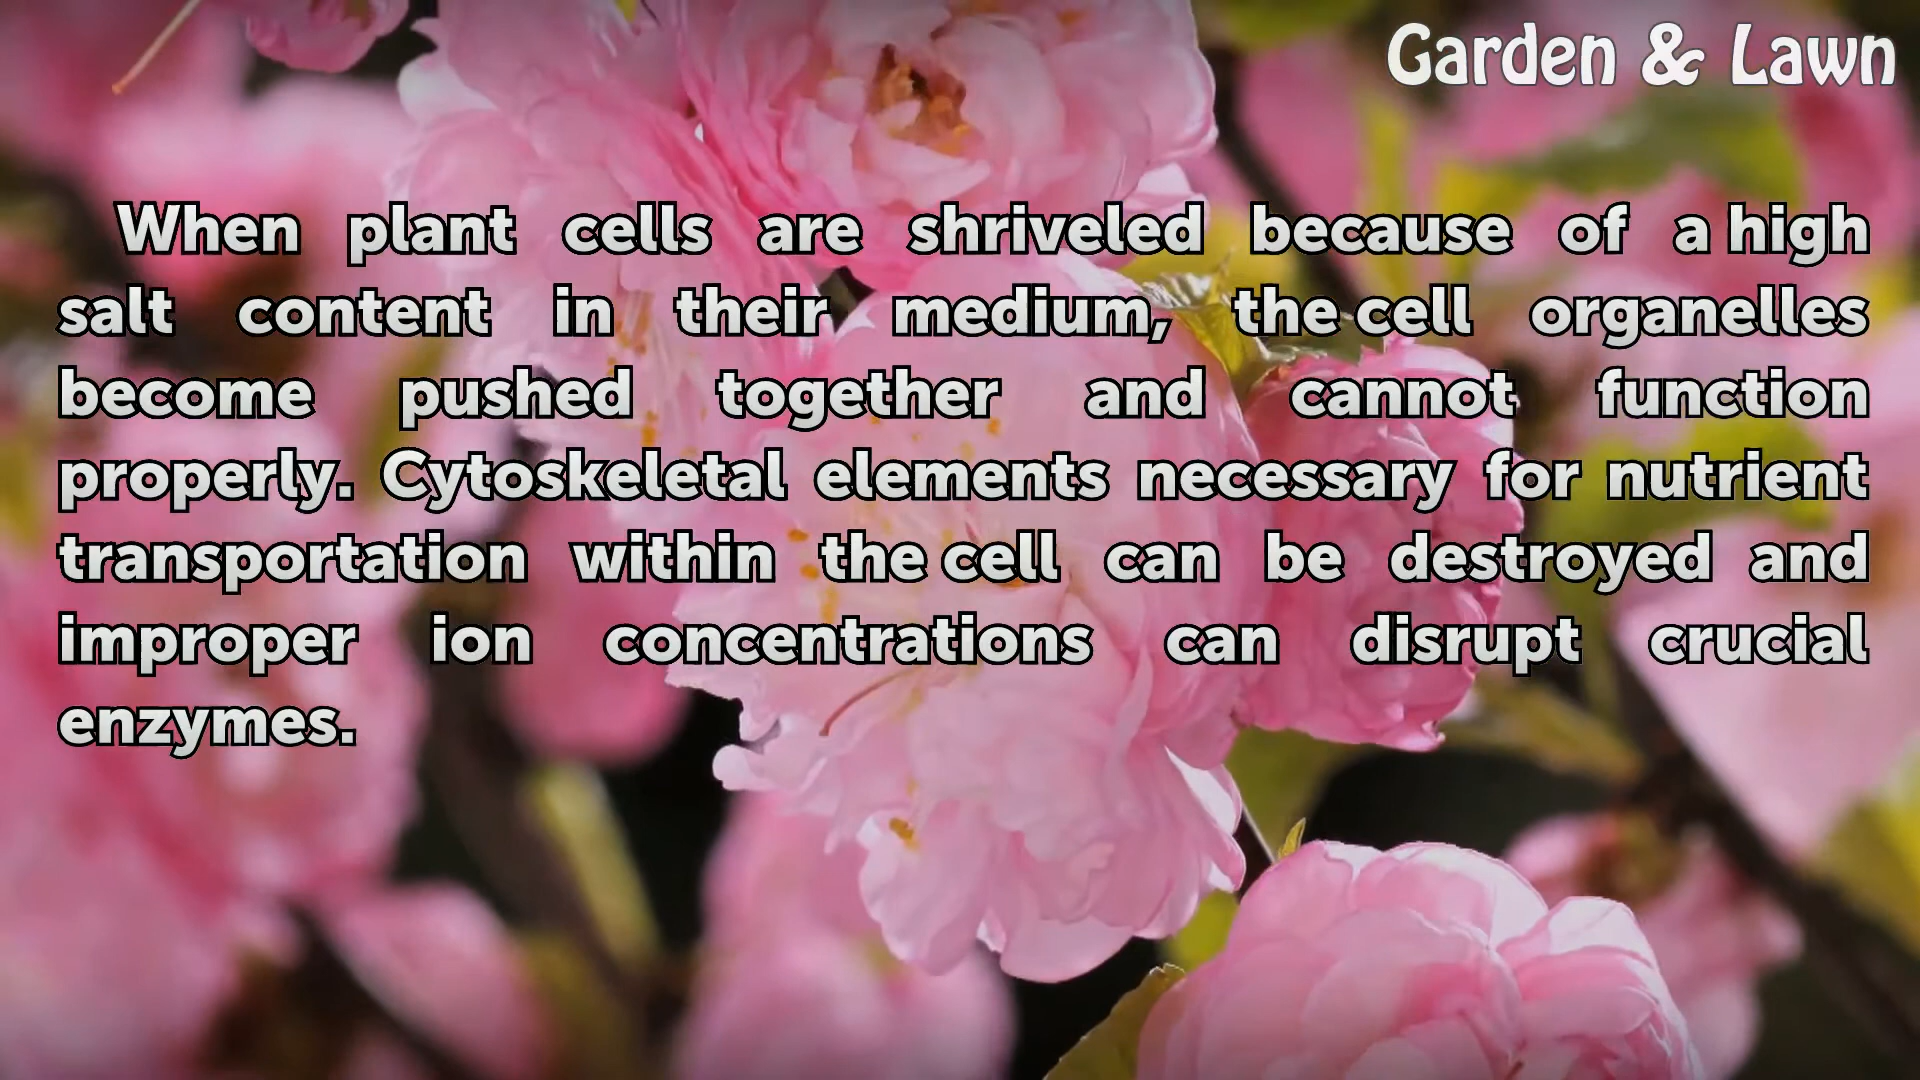 Garden & Lawn
When plant cells are shriveled because of a high
salt content in their medium, the cell organelles
become pushed together and cannot function
properly. Cytoskeletal elements necessary for nutrient
transportation within the cell can be destroyed and
improper ion concentrations can disrupt crucial
enzymes.